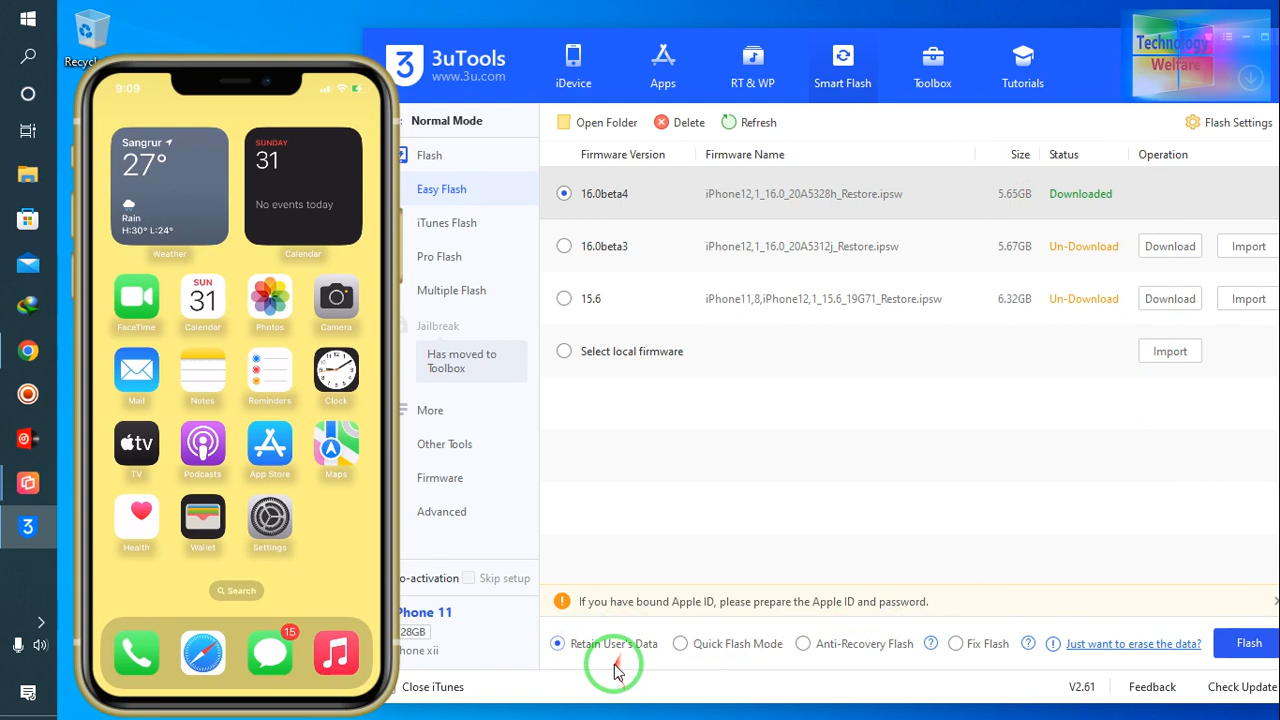 Recyc
Technology
Welfare
3 3uTools
www.3u.com
iDevice
Apps
RT & WP
Smart Flash
Toolbox
Tutorials
Normal Mode
Open Folder
Delete
Refresh
Flash Settings
Flash
Easy Flash
iTunes Flash
Pro Flash
Multiple Flash
Jailbreak
Has moved to
Toolbox
More
Other Tools
Firmware
Advanced
Firmware Version Firmware Name Size Status Operation
16.0beta4 iPhone12,1_16.0_20A5328h_Restore.ipsw 5.65GB Downloaded
16.0beta3 iPhone12,1_16.0_20A5312j_Restore.ipsw 5.67GB Un-Download Download Import
15.6 iPhone11,8,iPhone12,1_15.6_19G71_Restore.ipsw 6.32GB Un-Download Download Import
Select local firmware Import
If you have bound Apple ID, please prepare the Apple ID and password.
o-activation Skip setup
Phone 11
28GB
hone xii
Retain User's Data Quick Flash Mode Anti-Recovery Flash ? Fix Flash ? Just want to erase the data? Flash
Close iTunes V2.61 Feedback Check Update
9:09
Sangrur
27°
Rain
H:30° L:24°
Weather
SUNDAY
31
No events today
Calendar
FaceTime
SUN
31
Calendar
Photos
Camera
Mail
Notes
Reminders
Clock
tv
TV
Podcasts
App Store
Maps
Health
Wallet
Settings
Search
15
3